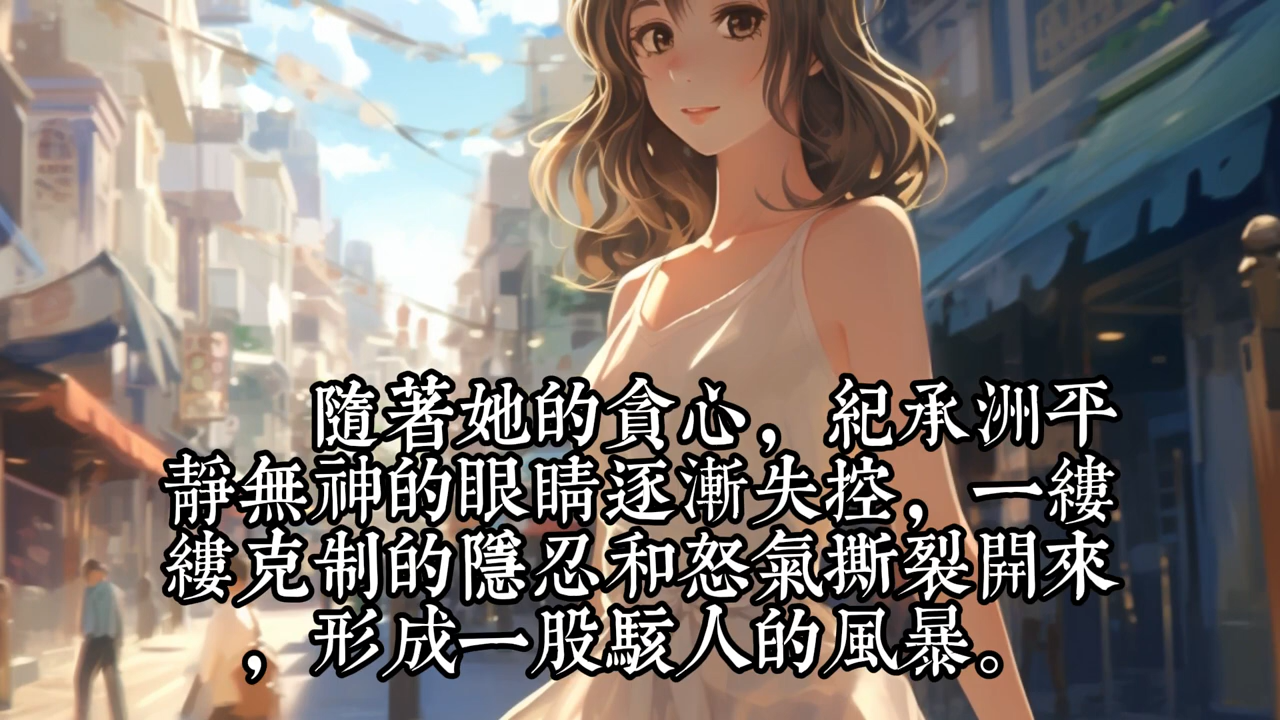 隨著她的貪心，紀承洲平
靜無神的眼睛逐漸失控，一縷
縷克制的隱忍和怒氣撕裂開來
，形成一股駭人的風暴。